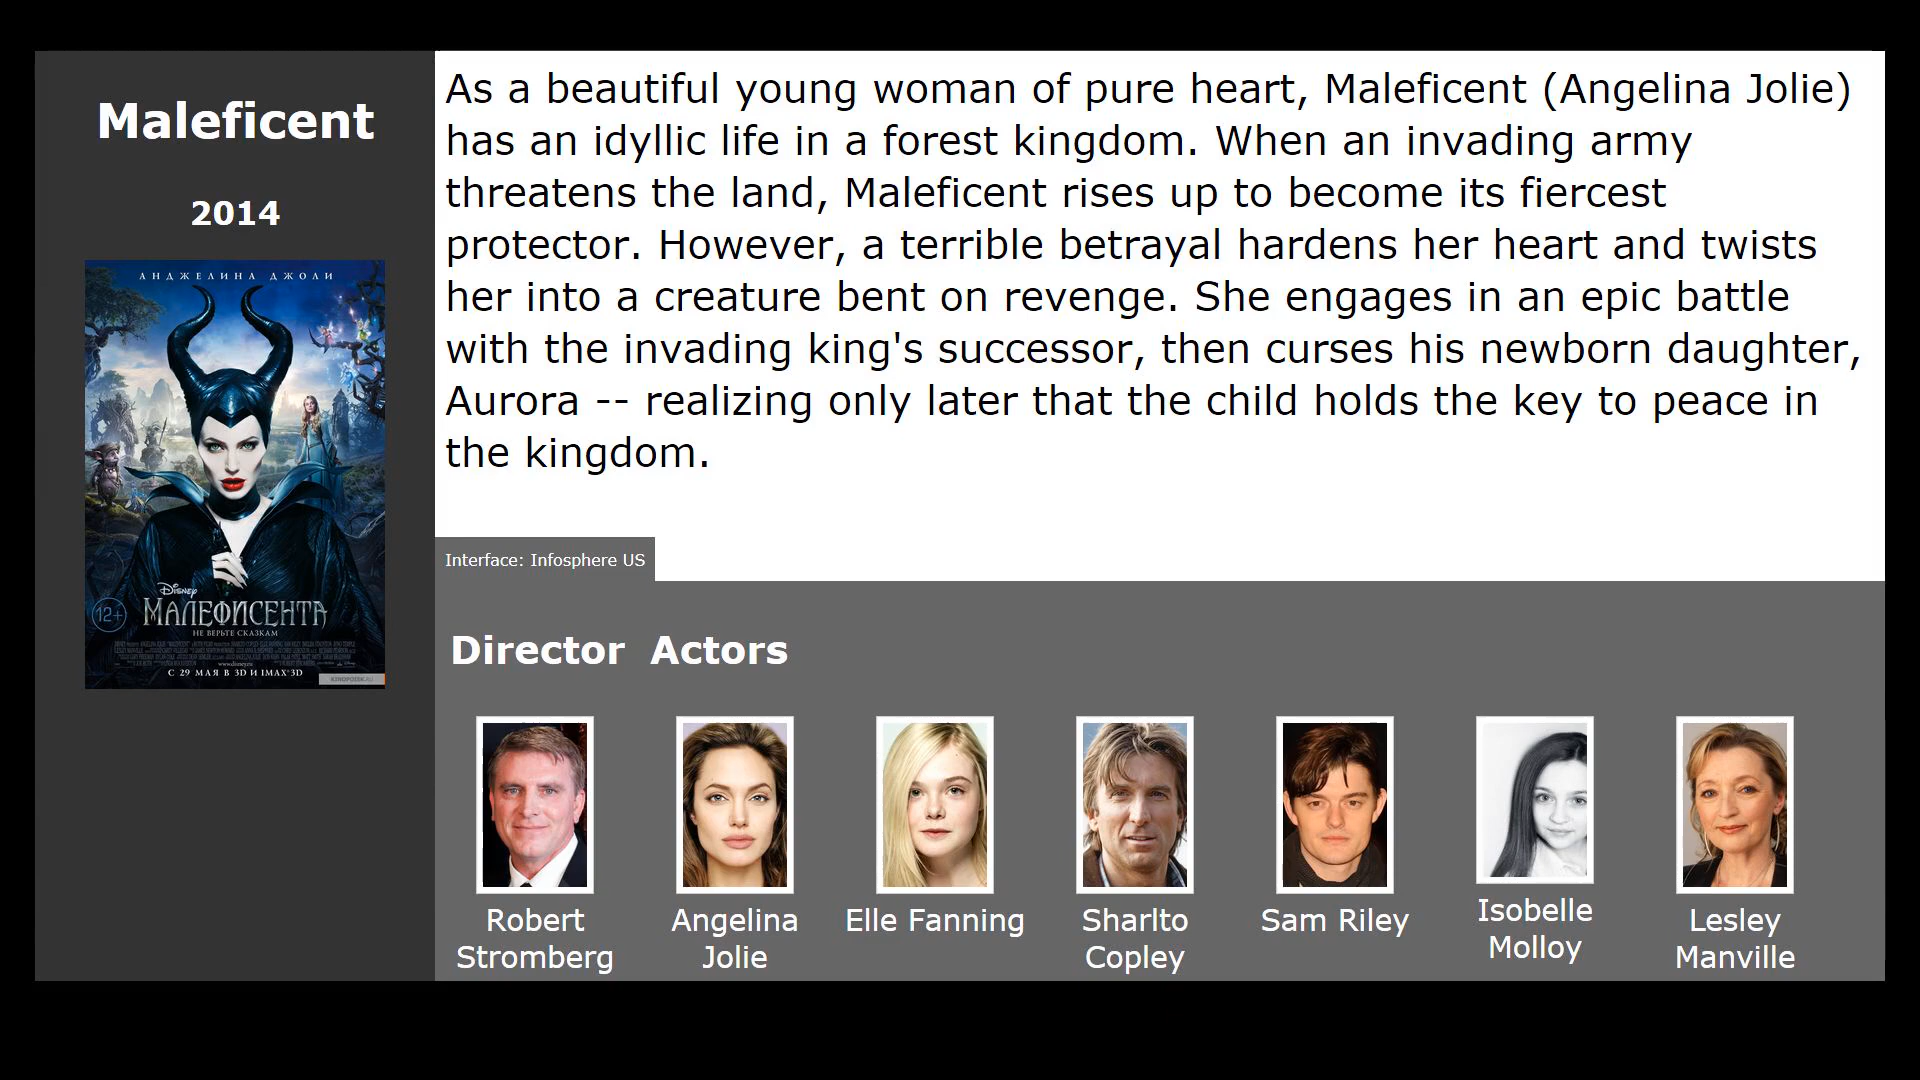 Maleficent
2014
АНДЖЕЛИНА ДЖОЛИ
12+
Disney
МАЛЕФИСЕНТА
НЕ ВЕРЬТЕ СКАЗКАМ
www.disney.ru
С 29 МАЯ В 3D И IMAX 3D
KINOPOISK.RU
As a beautiful young woman of pure heart, Maleficent (Angelina Jolie)
has an idyllic life in a forest kingdom. When an invading army
threatens the land, Maleficent rises up to become its fiercest
protector. However, a terrible betrayal hardens her heart and twists
her into a creature bent on revenge. She engages in an epic battle
with the invading king's successor, then curses his newborn daughter,
Aurora -- realizing only later that the child holds the key to peace in
the kingdom.
Interface: Infosphere US
Director Actors
Robert
Stromberg
Angelina
Jolie
Elle Fanning
Sharlto
Copley
Sam Riley
Isobelle
Molloy
Lesley
Manville